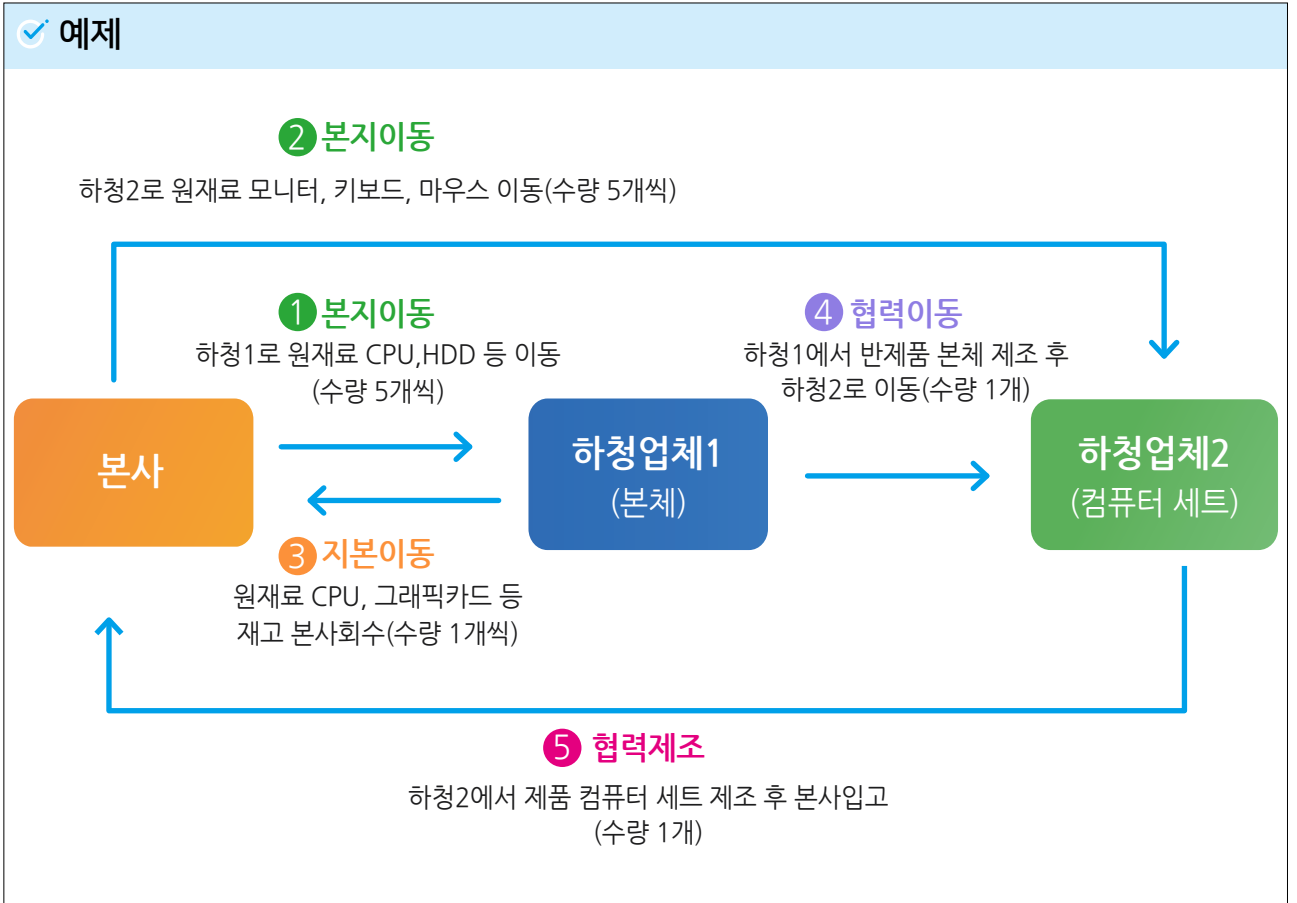 예제
2 본지이동
하청2로 원재료 모니터, 키보드, 마우스 이동(수량 5개씩)
1 본지이동
하청1로 원재료 CPU,HDD 등 이동
(수량 5개씩)
4 협력이동
하청1에서 반제품 본체 제조 후
하청2로 이동(수량 1개)
본사
하청업체1
(본체)
하청업체2
(컴퓨터 세트)
3 지본이동
원재료 CPU, 그래픽카드 등
재고 본사회수(수량 1개씩)
5 협력제조
하청2에서 제품 컴퓨터 세트 제조 후 본사입고
(수량 1개)